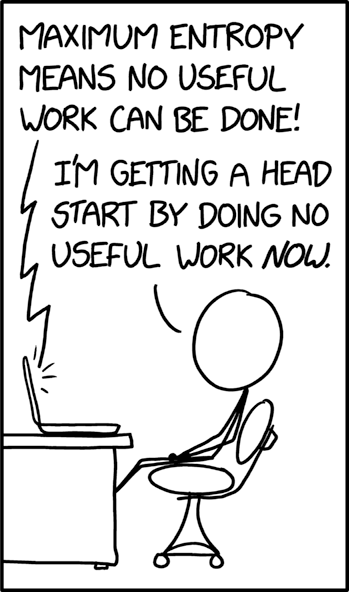 MAXIMUM ENTROPY
MEANS NO USEFUL
WORK CAN BE DONE!
I'M GETTING A HEAD
START BY DOING NO
USEFUL WORK NOW.